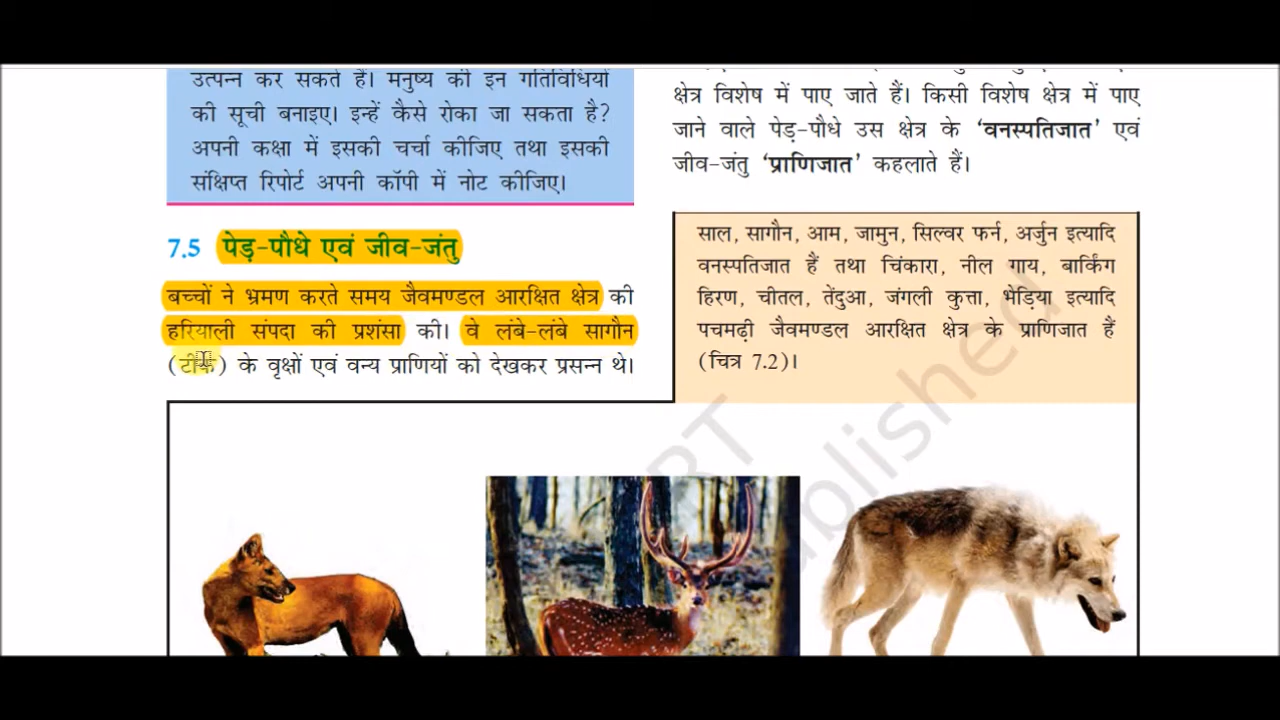 उत्पन्न कर सकते हैं। मनुष्य की इन गतिविधियों
की सूची बनाइए। इन्हें कैसे रोका जा सकता है?
अपनी कक्षा में इसकी चर्चा कीजिए तथा इसकी
संक्षिप्त रिपोर्ट अपनी कॉपी में नोट कीजिए।
7.5 पेड़-पौधे एवं जीव-जंतु
बच्चों ने भ्रमण करते समय जैवमण्डल आरक्षित क्षेत्र की
हरियाली संपदा की प्रशंसा की। वे लंबे-लंबे सागौन
(टीक) के वृक्षों एवं वन्य प्राणियों को देखकर प्रसन्न थे।
क्षेत्र विशेष में पाए जाते हैं। किसी विशेष क्षेत्र में पाए
जाने वाले पेड़-पौधे उस क्षेत्र के ‘वनस्पतिजात’ एवं
जीव-जंतु ‘प्राणिजात’ कहलाते हैं।
साल, सागौन, आम, जामुन, सिल्वर फर्न, अर्जुन इत्यादि
वनस्पतिजात हैं तथा चिंकारा, नील गाय, बार्किंग
हिरण, चीतल, तेंदुआ, जंगली कुत्ता, भेड़िया इत्यादि
पचमढ़ी जैवमण्डल आरक्षित क्षेत्र के प्राणिजात हैं
(चित्र 7.2)।